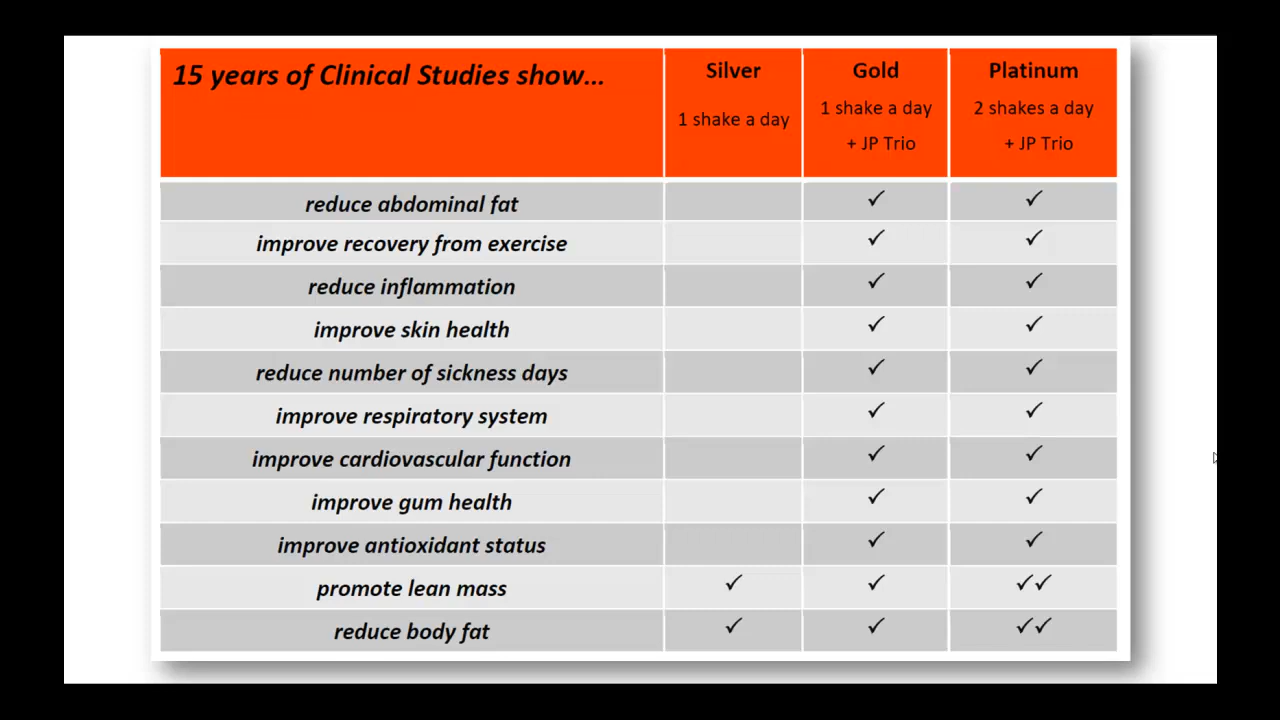 15 years of Clinical Studies show...
Silver
1 shake a day
Gold
1 shake a day
+ JP Trio
Platinum
2 shakes a day
+ JP Trio
reduce abdominal fat ✓ ✓
improve recovery from exercise ✓ ✓
reduce inflammation ✓ ✓
improve skin health ✓ ✓
reduce number of sickness days ✓ ✓
improve respiratory system ✓ ✓
improve cardiovascular function ✓ ✓
improve gum health ✓ ✓
improve antioxidant status ✓ ✓
promote lean mass ✓ ✓ ✓✓
reduce body fat ✓ ✓ ✓✓